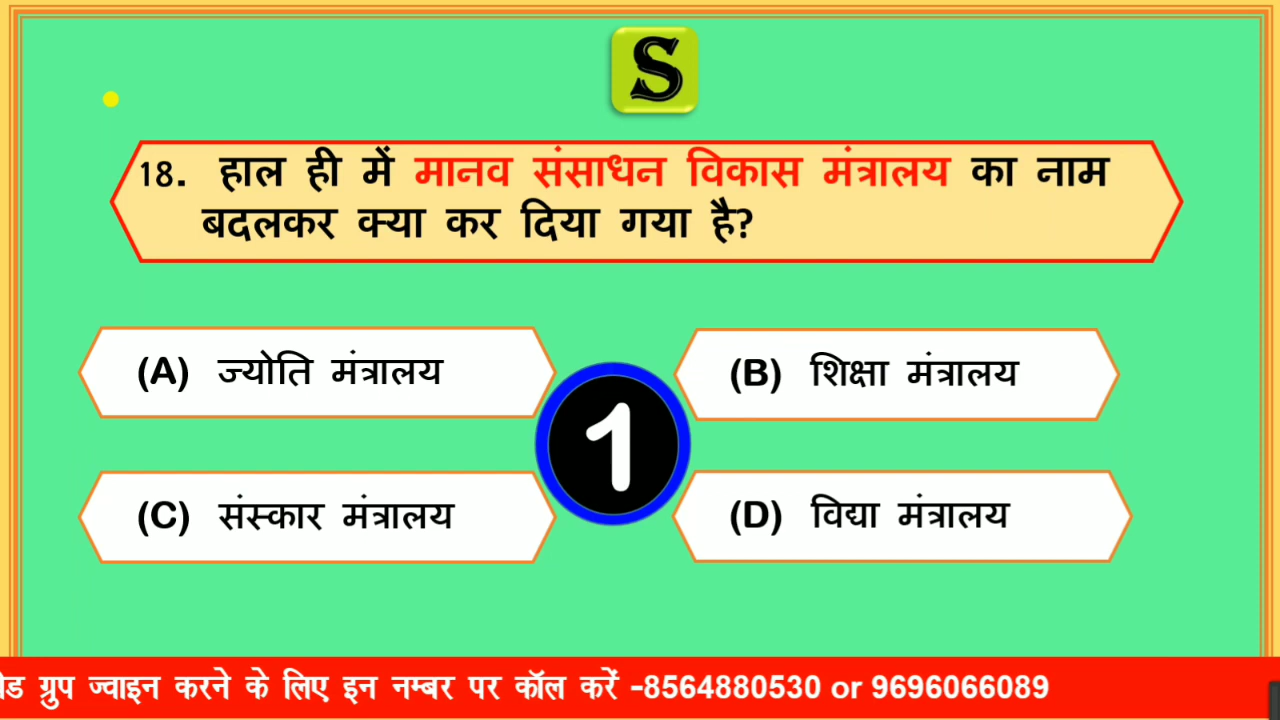 S
18. हाल ही में मानव संसाधन विकास मंत्रालय का नाम
बदलकर क्या कर दिया गया है?
(A) ज्योति मंत्रालय
(B) शिक्षा मंत्रालय
1
(C) संस्कार मंत्रालय
(D) विद्या मंत्रालय
ग्रुप ज्वाइन करने के लिए इन नम्बर पर कॉल करें -8564880530 or 9696066089